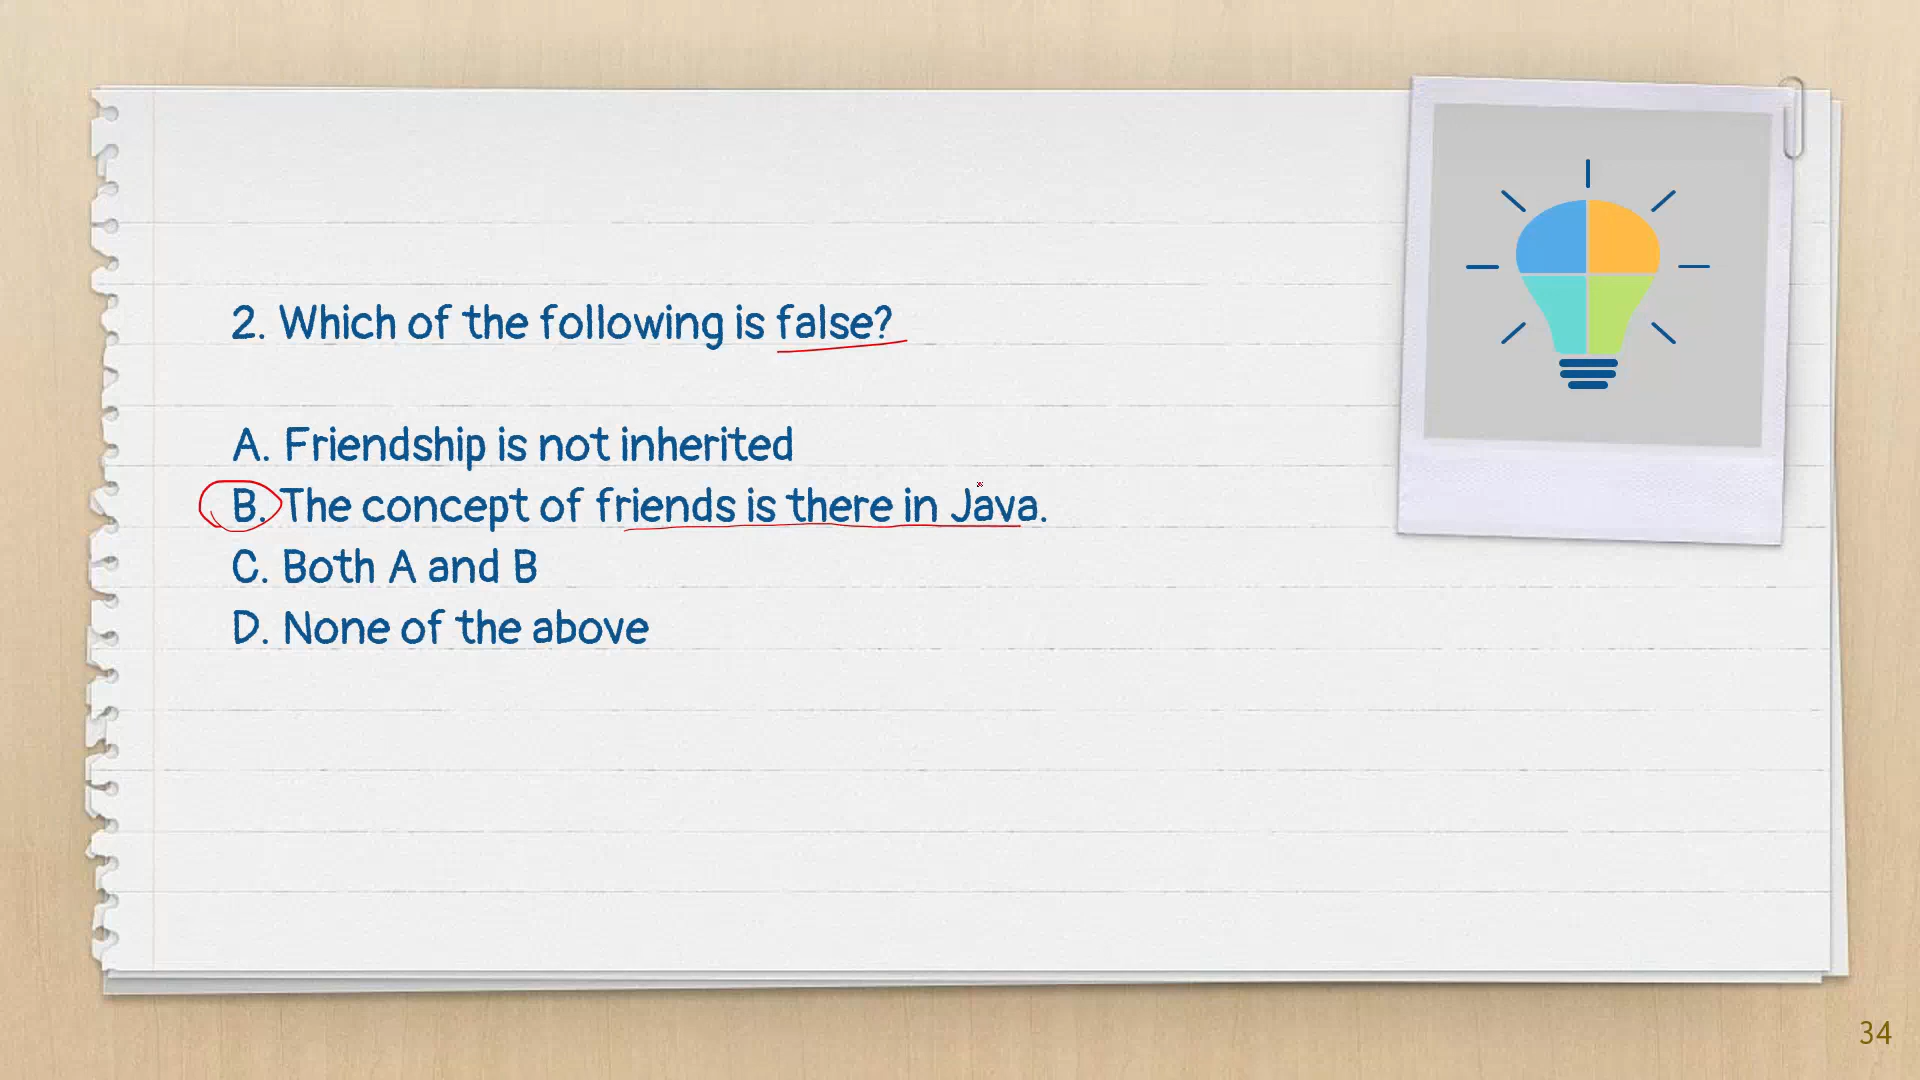 2. Which of the following is false?
A. Friendship is not inherited
B. The concept of friends is there in Java.
C. Both A and B
D. None of the above
34